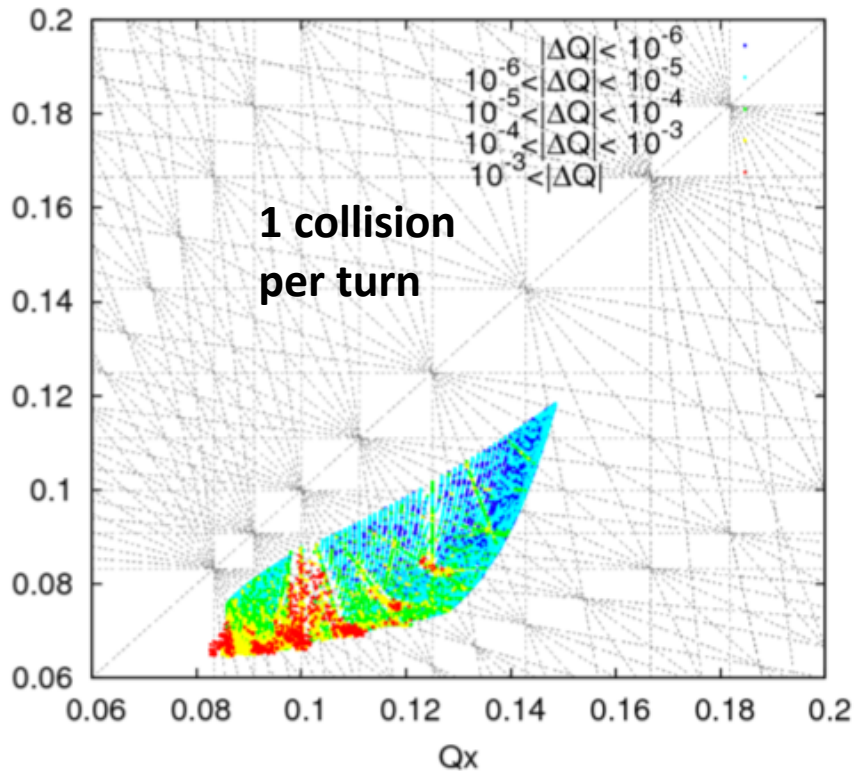 0.2
0.18
0.16
0.14
0.12
0.1
0.08
0.06
|ΔQ|< 10⁻⁶
10⁻⁶<|ΔQ|< 10⁻⁵
10⁻⁵<|ΔQ|< 10⁻⁴
10⁻⁴<|ΔQ|< 10⁻³
10⁻³<|ΔQ|
1 collision
per turn
0.06 0.08 0.1 0.12 0.14 0.16 0.18 0.2
Qx